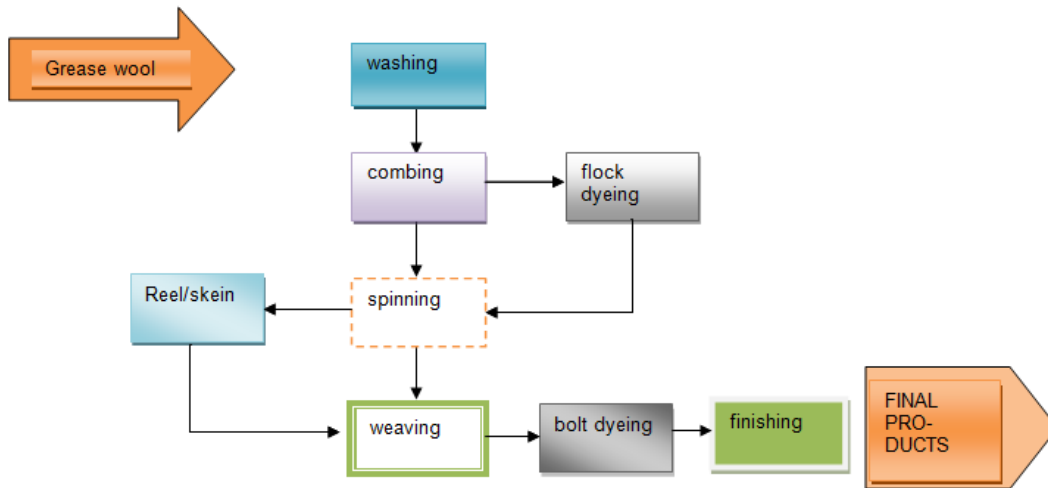 Grease wool
washing
combing
flock
dyeing
Reel/skein
spinning
weaving
bolt dyeing
finishing
FINAL
PRO-
DUCTS